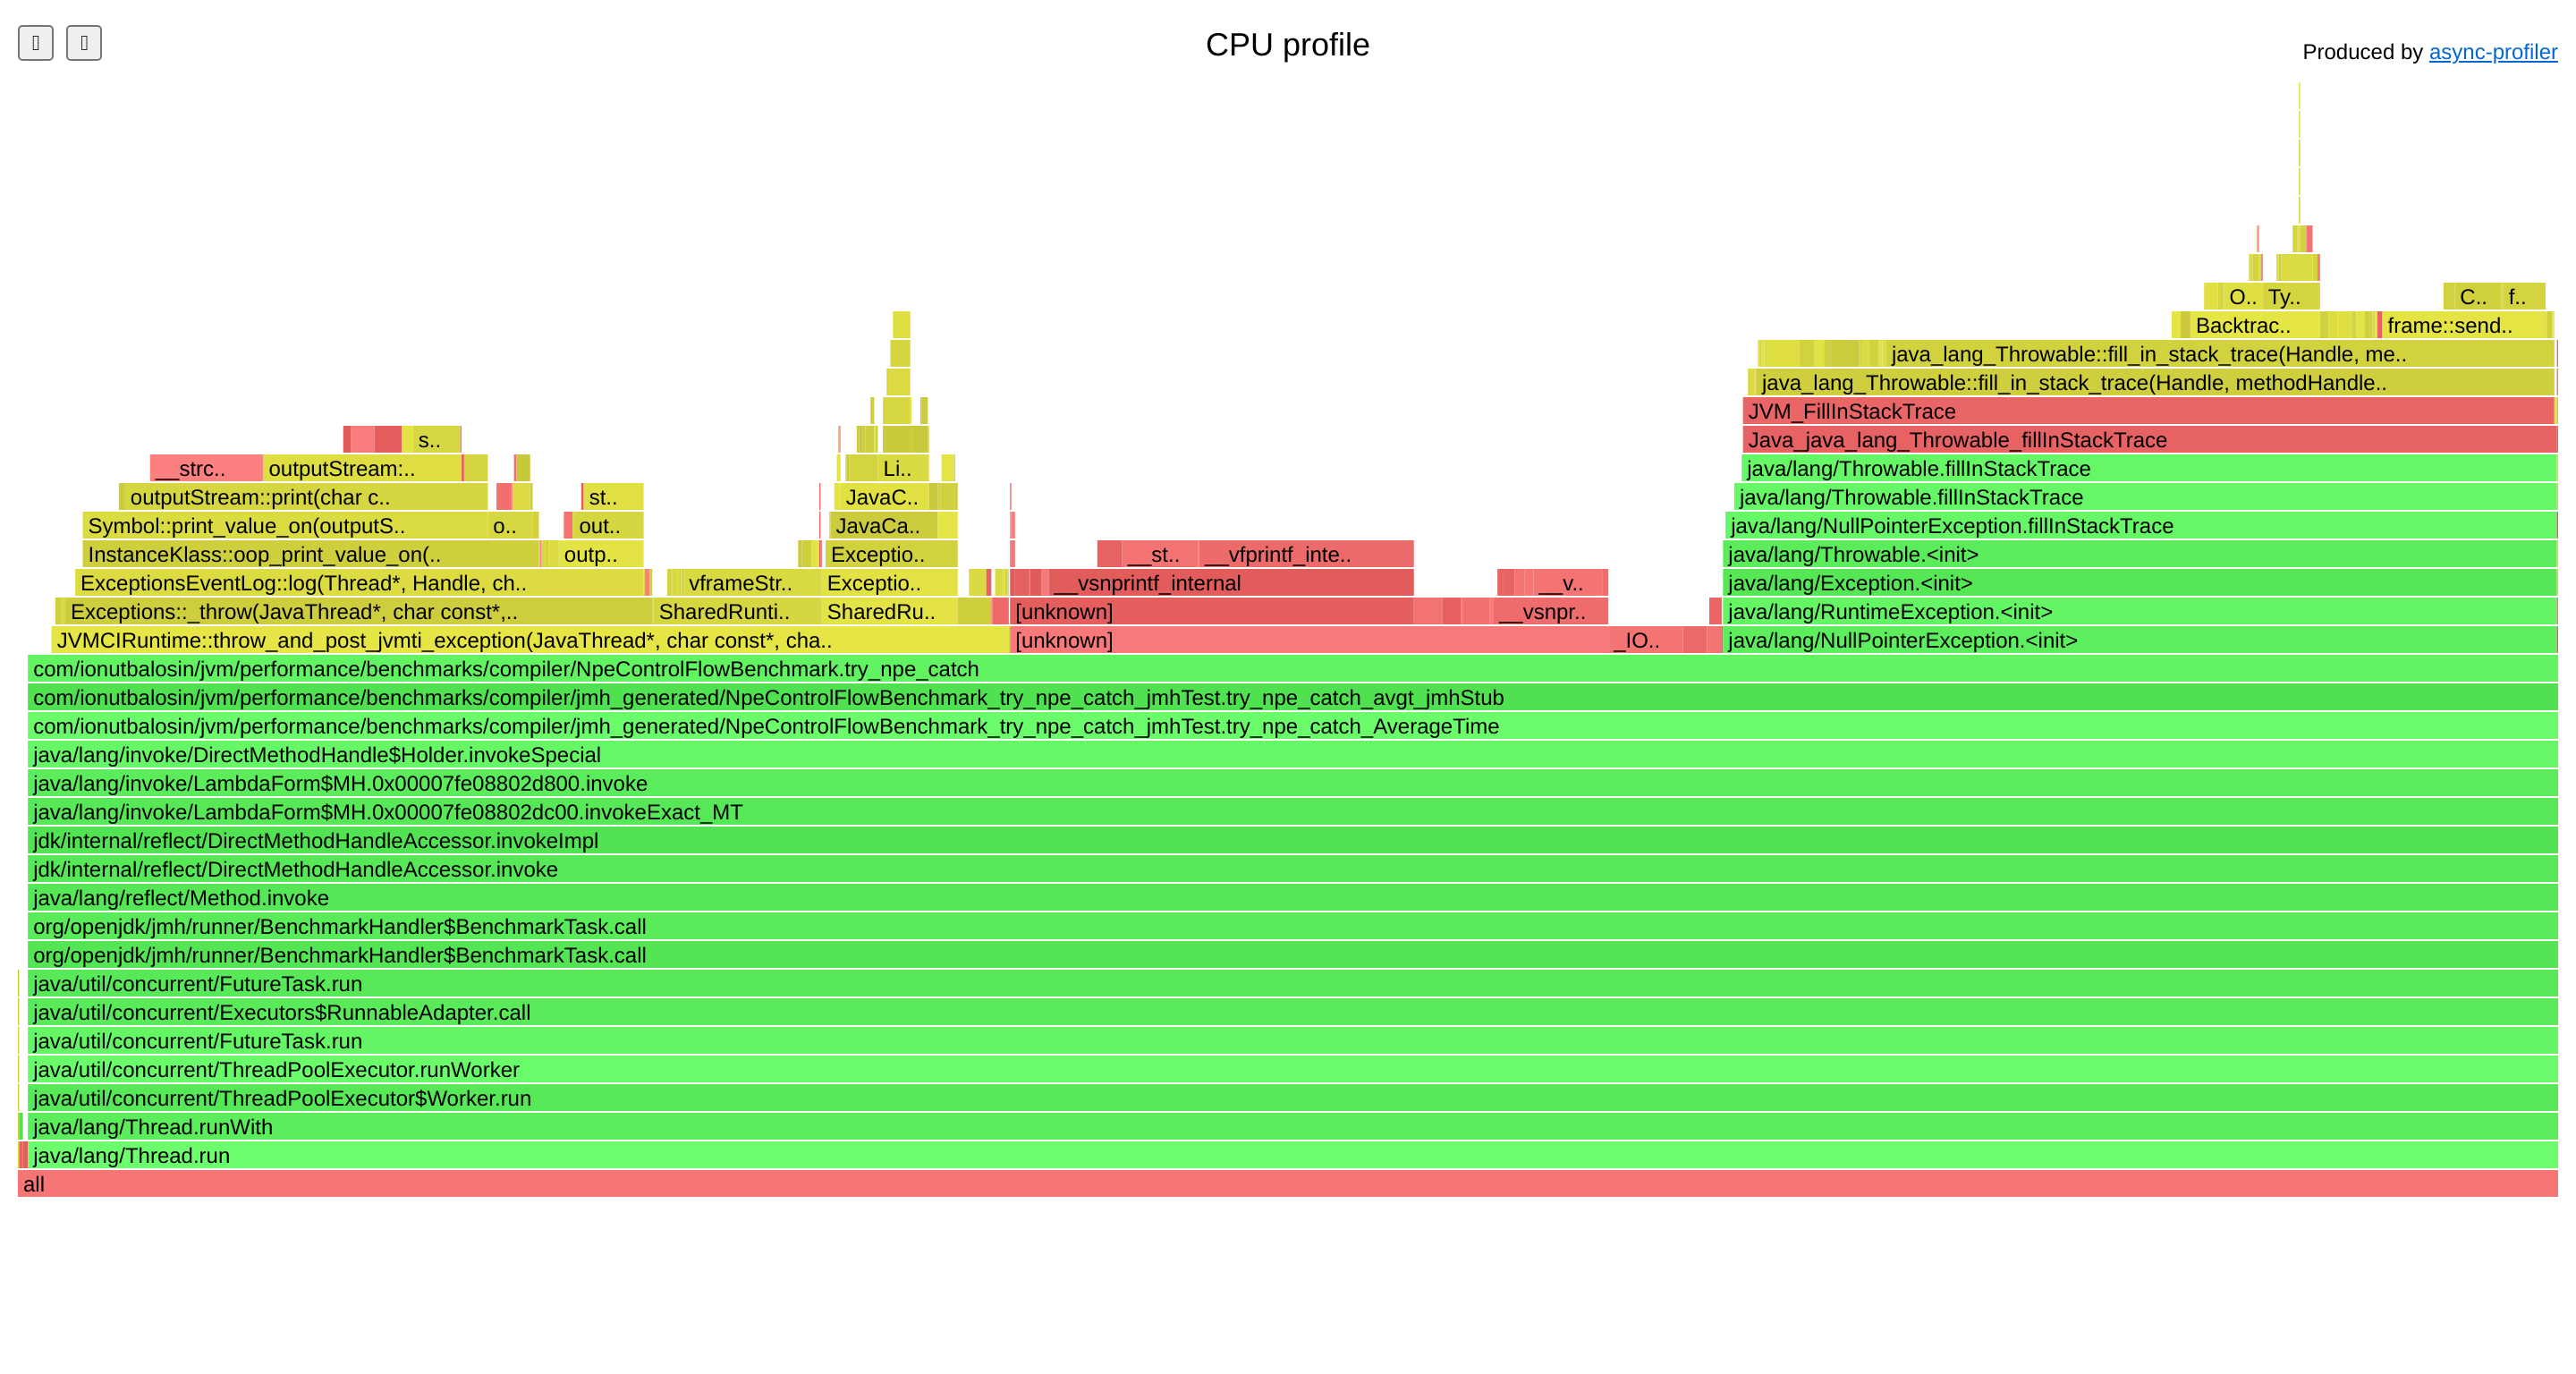 CPU profile
Produced by async-profiler
O.. Ty.. C.. f..
Backtrac.. frame::send..
java_lang_Throwable::fill_in_stack_trace(Handle, me..
java_lang_Throwable::fill_in_stack_trace(Handle, methodHandle..
JVM_FillInStackTrace
s.. Java_java_lang_Throwable_fillInStackTrace
__strc.. outputStream:.. Li.. java/lang/Throwable.fillInStackTrace
outputStream::print(char c.. st.. JavaC.. java/lang/Throwable.fillInStackTrace
Symbol::print_value_on(outputS.. o.. out.. JavaCa.. java/lang/NullPointerException.fillInStackTrace
InstanceKlass::oop_print_value_on(.. outp.. Exceptio.. __st.. __vfprintf_inte.. java/lang/Throwable.<init>
ExceptionsEventLog::log(Thread*, Handle, ch.. vframeStr.. Exceptio.. __vsnprintf_internal __v.. java/lang/Exception.<init>
Exceptions::_throw(JavaThread*, char const*,.. SharedRunti.. SharedRu.. [unknown] __vsnpr.. java/lang/RuntimeException.<init>
JVMCIRuntime::throw_and_post_jvmti_exception(JavaThread*, char const*, cha.. [unknown] _IO.. java/lang/NullPointerException.<init>
com/ionutbalosin/jvm/performance/benchmarks/compiler/NpeControlFlowBenchmark.try_npe_catch
com/ionutbalosin/jvm/performance/benchmarks/compiler/jmh_generated/NpeControlFlowBenchmark_try_npe_catch_jmhTest.try_npe_catch_avgt_jmhStub
com/ionutbalosin/jvm/performance/benchmarks/compiler/jmh_generated/NpeControlFlowBenchmark_try_npe_catch_jmhTest.try_npe_catch_AverageTime
java/lang/invoke/DirectMethodHandle$Holder.invokeSpecial
java/lang/invoke/LambdaForm$MH.0x00007fe08802d800.invoke
java/lang/invoke/LambdaForm$MH.0x00007fe08802dc00.invokeExact_MT
jdk/internal/reflect/DirectMethodHandleAccessor.invokeImpl
jdk/internal/reflect/DirectMethodHandleAccessor.invoke
java/lang/reflect/Method.invoke
org/openjdk/jmh/runner/BenchmarkHandler$BenchmarkTask.call
org/openjdk/jmh/runner/BenchmarkHandler$BenchmarkTask.call
java/util/concurrent/FutureTask.run
java/util/concurrent/Executors$RunnableAdapter.call
java/util/concurrent/FutureTask.run
java/util/concurrent/ThreadPoolExecutor.runWorker
java/util/concurrent/ThreadPoolExecutor$Worker.run
java/lang/Thread.runWith
java/lang/Thread.run
all